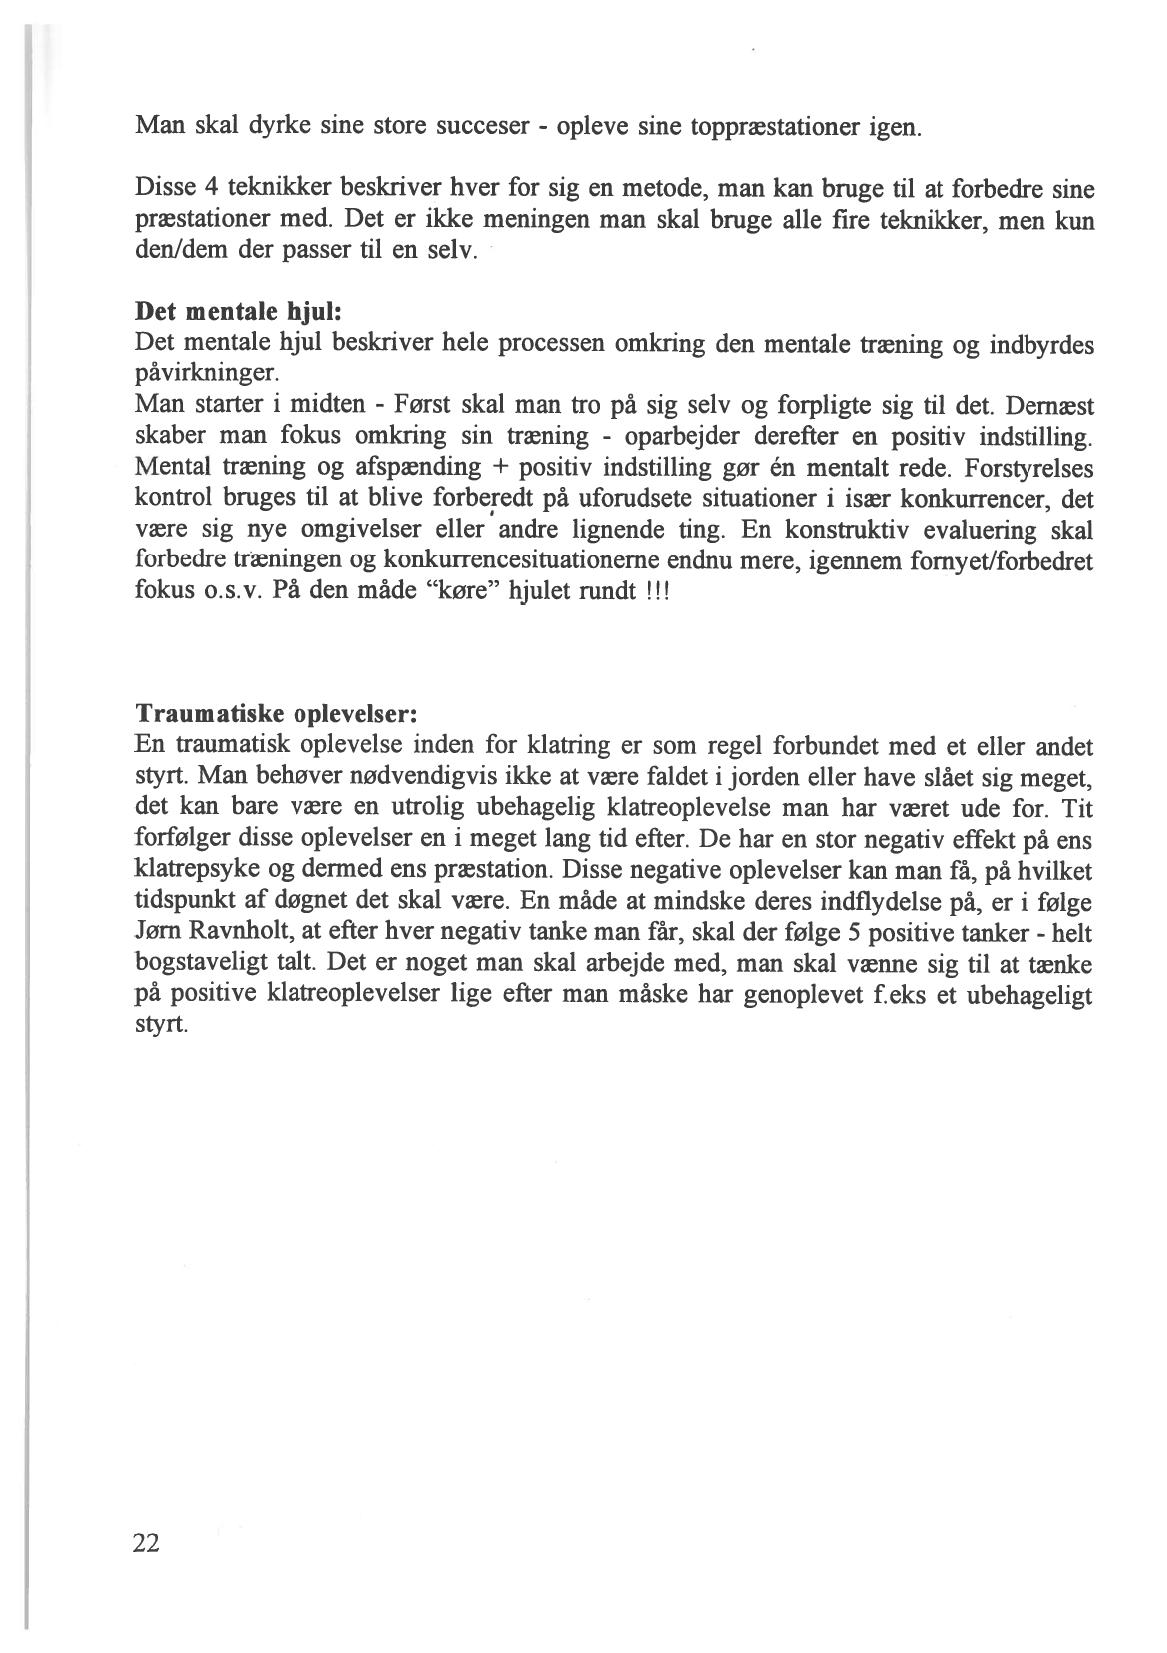 Man skal dyrke sine store succeser - opleve sine toppræstationer igen.
Disse 4 teknikker beskriver hver for sig en metode, man kan bruge til at forbedre sine
præstationer med. Det er ikke meningen man skal bruge alle fire teknikker, men kun
den/dem der passer til en selv.
Det mentale hjul:
Det mentale hjul beskriver hele processen omkring den mentale træning og indbyrdes
påvirkninger.
Man starter i midten - Først skal man tro på sig selv og forpligte sig til det. Dernæst
skaber man fokus omkring sin træning - oparbejder derefter en positiv indstilling.
Mental træning og afspænding + positiv indstilling gør én mentalt rede. Forstyrelses
kontrol bruges til at blive forberedt på uforudsete situationer i især konkurrencer, det
være sig nye omgivelser eller andre lignende ting. En konstruktiv evaluering skal
forbedre træningen og konkurrencesituationerne endnu mere, igennem fornyet/forbedret
fokus o.s.v. På den måde “køre” hjulet rundt !!!
Traumatiske oplevelser:
En traumatisk oplevelse inden for klatring er som regel forbundet med et eller andet
styrt. Man behøver nødvendigvis ikke at være faldet i jorden eller have slået sig meget,
det kan bare være en utrolig ubehagelig klatreoplevelse man har været ude for. Tit
forfølger disse oplevelser en i meget lang tid efter. De har en stor negativ effekt på ens
klatrepsyke og dermed ens præstation. Disse negative oplevelser kan man få, på hvilket
tidspunkt af døgnet det skal være. En måde at mindske deres indflydelse på, er i følge
Jørn Ravnholt, at efter hver negativ tanke man får, skal der følge 5 positive tanker - helt
bogstaveligt talt. Det er noget man skal arbejde med, man skal vænne sig til at tænke
på positive klatreoplevelser lige efter man måske har genoplevet f.eks et ubehageligt
styrt.
22